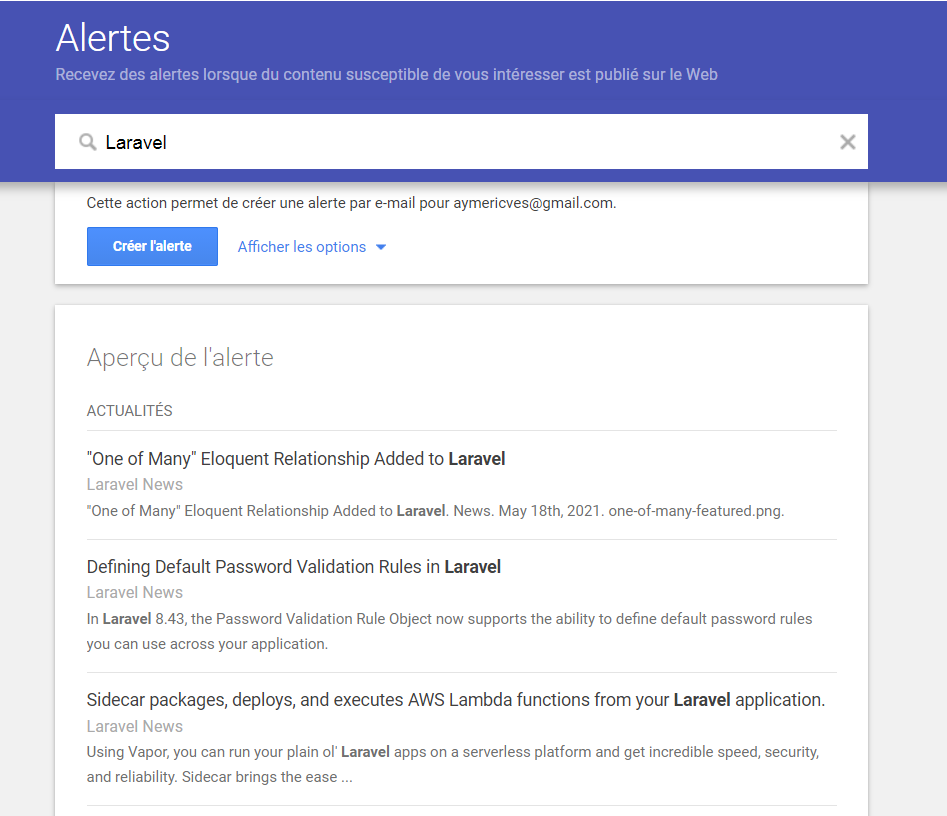 Alertes
Recevez des alertes lorsque du contenu susceptible de vous intéresser est publié sur le Web
Laravel
Cette action permet de créer une alerte par e-mail pour aymericves@gmail.com.
Créer l'alerte Afficher les options
Aperçu de l'alerte
ACTUALITÉS
"One of Many" Eloquent Relationship Added to Laravel
Laravel News
"One of Many" Eloquent Relationship Added to Laravel. News. May 18th, 2021. one-of-many-featured.png.
Defining Default Password Validation Rules in Laravel
Laravel News
In Laravel 8.43, the Password Validation Rule Object now supports the ability to define default password rules
you can use across your application.
Sidecar packages, deploys, and executes AWS Lambda functions from your Laravel application.
Laravel News
Using Vapor, you can run your plain ol' Laravel apps on a serverless platform and get incredible speed, security,
and reliability. Sidecar brings the ease ...